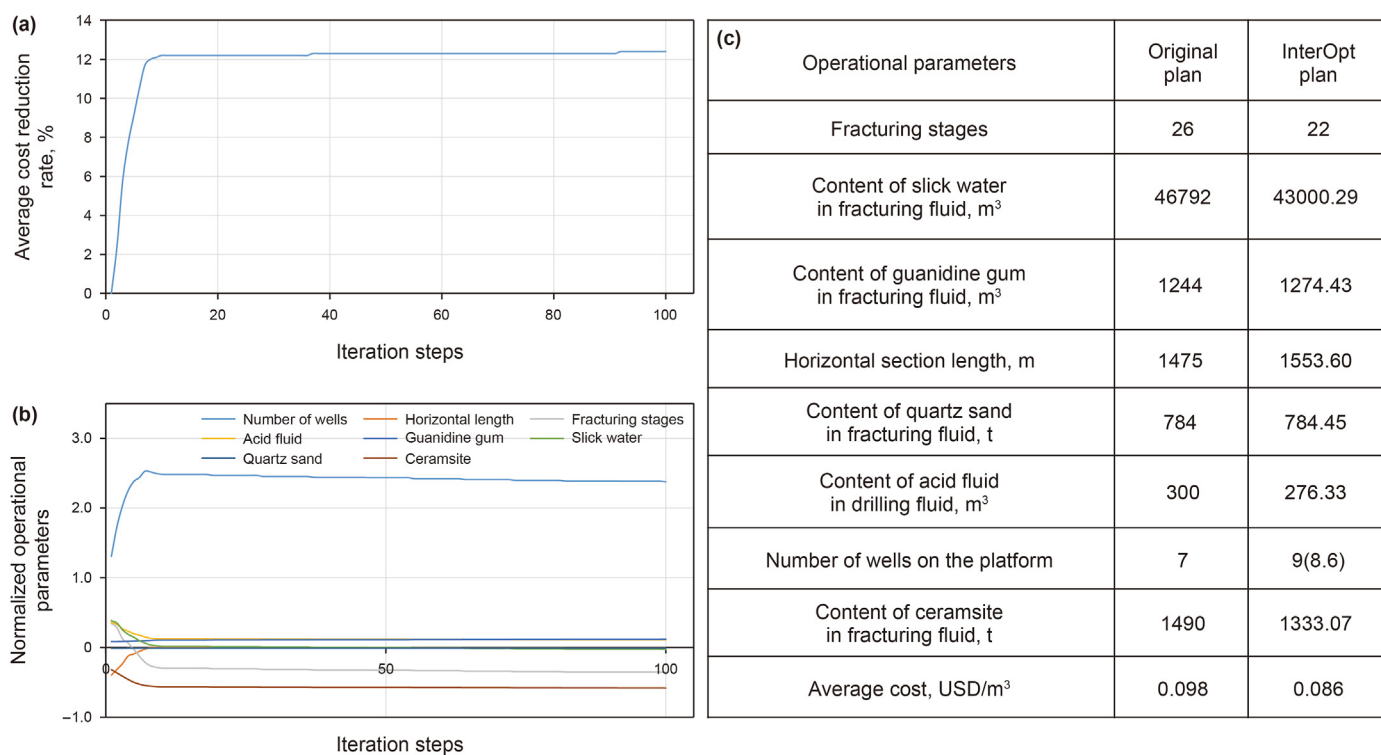 (a)
14
12
10
8
6
4
2
0
Average cost reduction
rate, %
0
20
40
60
80
100
Iteration steps
(b)
Number of wells
Horizontal length
Fracturing stages
Acid fluid
Guanidine gum
Slick water
Quartz sand
Ceramsite
3.0
2.0
1.0
0
−1.0
Normalized operational
parameters
0
50
100
Iteration steps
(c)
Operational parameters
Original
plan
InterOpt
plan
Fracturing stages
26
22
Content of slick water
in fracturing fluid, m³
46792
43000.29
Content of guanidine gum
in fracturing fluid, m³
1244
1274.43
Horizontal section length, m
1475
1553.60
Content of quartz sand
in fracturing fluid, t
784
784.45
Content of acid fluid
in drilling fluid, m³
300
276.33
Number of wells on the platform
7
9(8.6)
Content of ceramsite
in fracturing fluid, t
1490
1333.07
Average cost, USD/m³
0.098
0.086